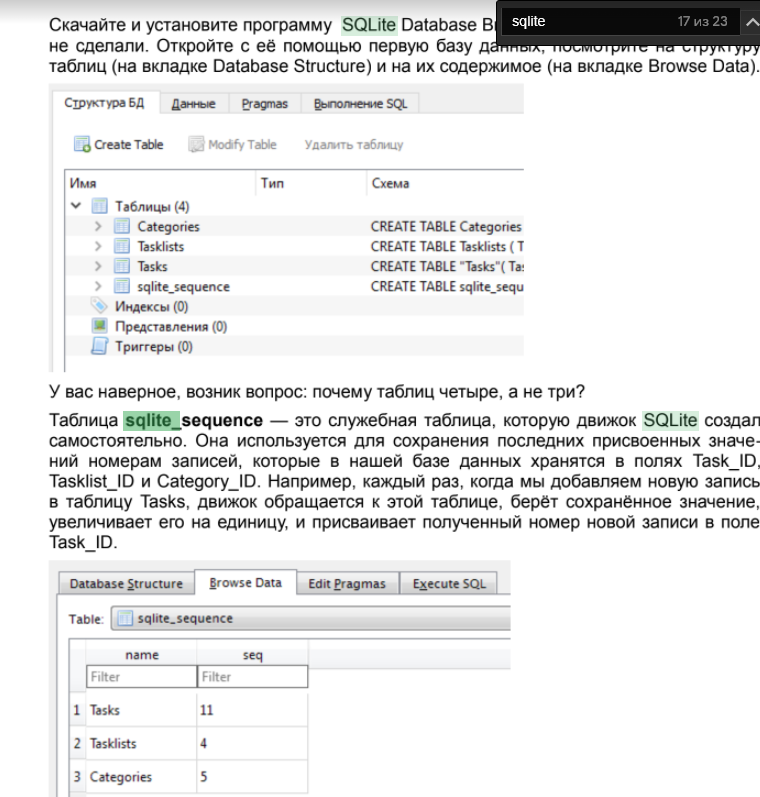 Скачайте и установите программу SQLite Database B
sqlite 17 из 23
не сделали. Откройте с её помощью первую базу данных, посмотрите на структуру
таблиц (на вкладке Database Structure) и на их содержимое (на вкладке Browse Data).
Структура БД Данные Pragmas Выполнение SQL
Create Table Modify Table Удалить таблицу
Имя Тип Схема
Таблицы (4)
Categories CREATE TABLE Categories
Tasklists CREATE TABLE Tasklists ( T
Tasks CREATE TABLE "Tasks"( Tas
sqlite_sequence CREATE TABLE sqlite_sequ
Индексы (0)
Представления (0)
Триггеры (0)
У вас наверное, возник вопрос: почему таблиц четыре, а не три?
Таблица sqlite_sequence — это служебная таблица, которую движок SQLite создал
самостоятельно. Она используется для сохранения последних присвоенных значе-
ний номерам записей, которые в нашей базе данных хранятся в полях Task_ID,
Tasklist_ID и Category_ID. Например, каждый раз, когда мы добавляем новую запись
в таблицу Tasks, движок обращается к этой таблице, берёт сохранённое значение,
увеличивает его на единицу, и присваивает полученный номер новой записи в поле
Task_ID.
Database Structure Browse Data Edit Pragmas Execute SQL
Table: sqlite_sequence
name seq
Filter Filter
1 Tasks 11
2 Tasklists 4
3 Categories 5